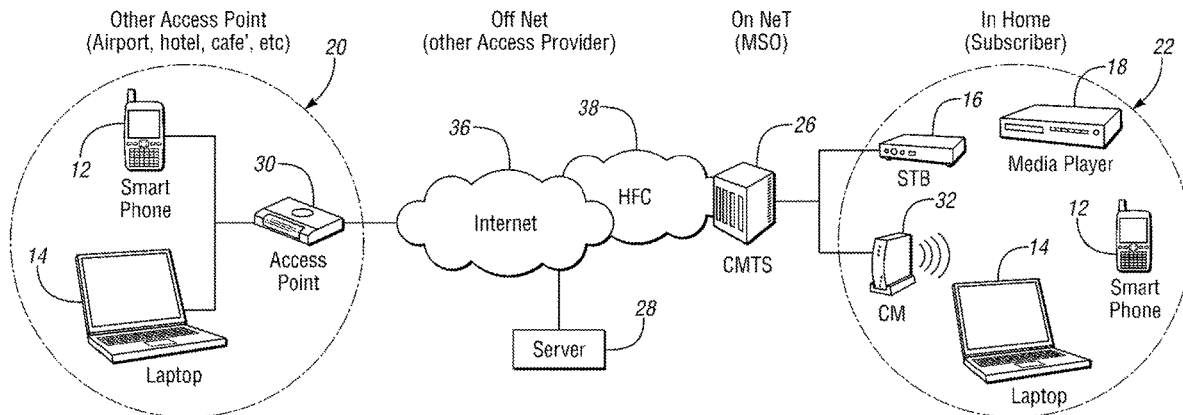 Other Access Point
(Airport, hotel, cafe', etc)
20
Off Net
(other Access Provider)
On NeT
(MSO)
In Home
(Subscriber)
22
12
Smart
Phone
30
Access
Point
14
Laptop
36
Internet
38
HFC
26
CMTS
Server
28
16
STB
18
Media Player
32
CM
14
Laptop
12
Smart
Phone